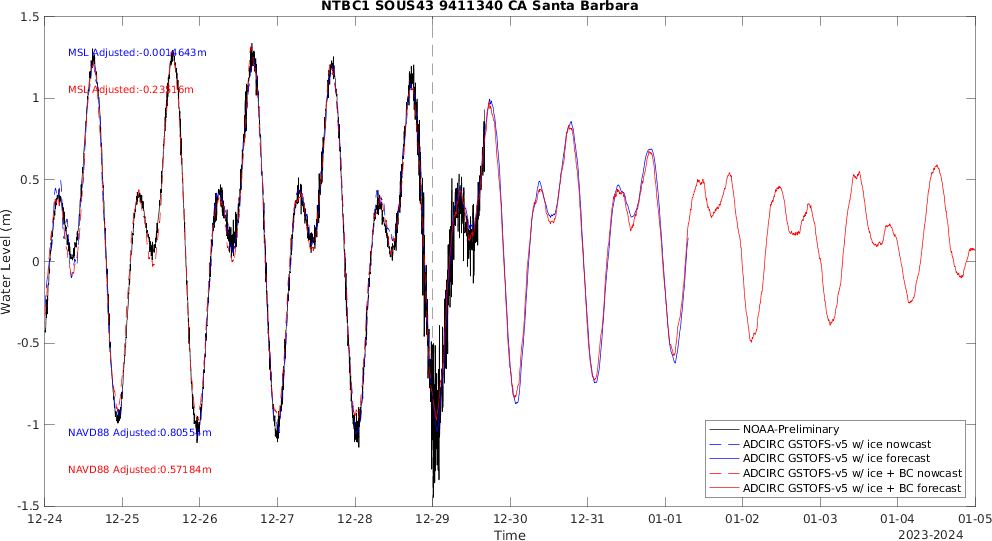 NTBC1 SOUS43 9411340 CA Santa Barbara
1.5
1
0.5
0
-0.5
-1
-1.5
Water Level (m)
MSL Adjusted:-0.0014643m
MSL Adjusted:-0.23516m
NAVD88 Adjusted:
NAVD88 Adjusted:0.57184m
NOAA-Preliminary
ADCIRC GSTOFS-v5 w/ ice nowcast
ADCIRC GSTOFS-v5 w/ ice forecast
ADCIRC GSTOFS-v5 w/ ice + BC nowcast
ADCIRC GSTOFS-v5 w/ ice + BC forecast
12-24
12-25
12-26
12-27
12-28
12-29
12-30
12-31
01-01
01-02
01-03
01-04
01-05
Time
2023-2024